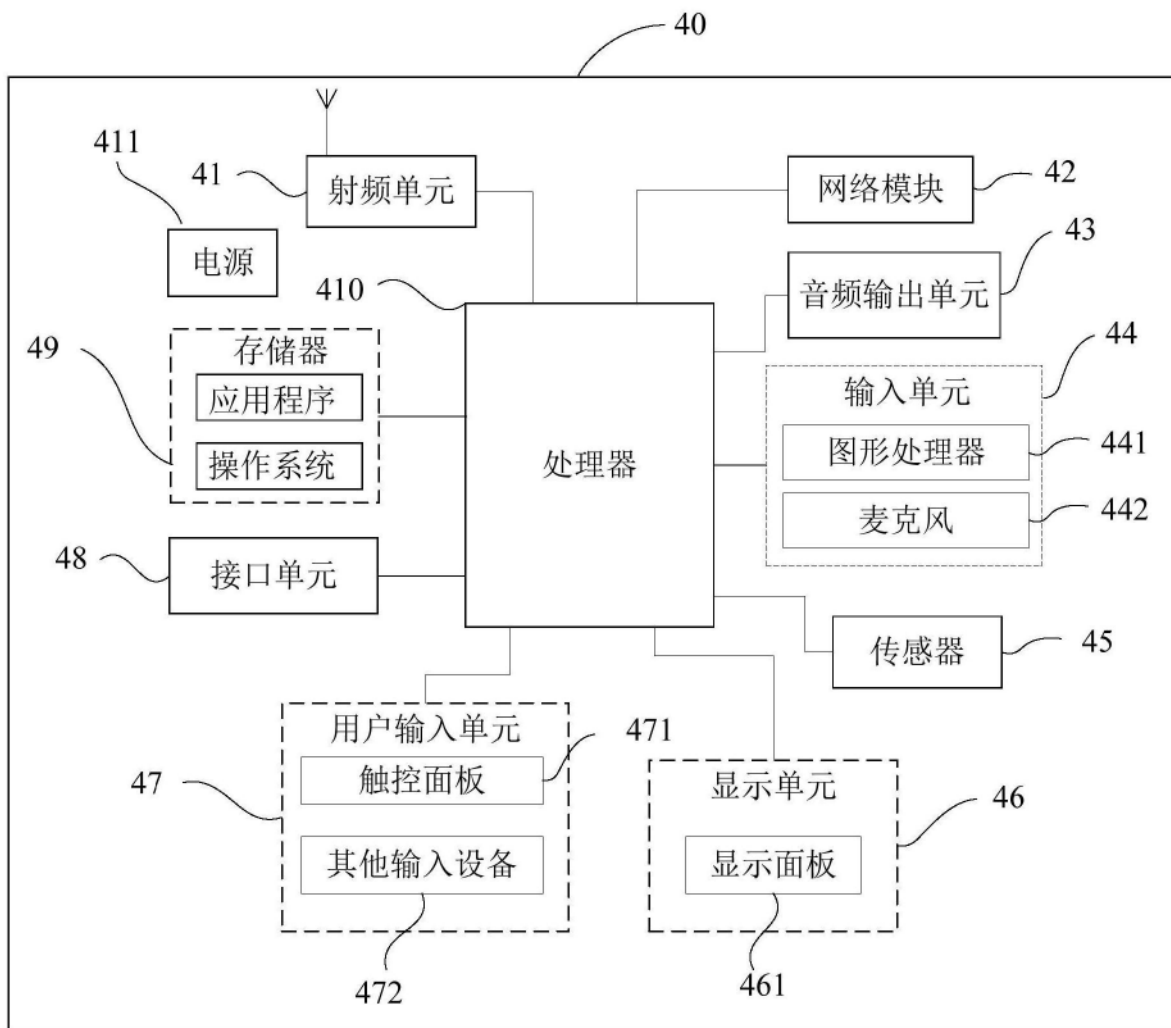 40
411
41
射频单元
网络模块
42
电源
43
音频输出单元
410
49
存储器
应用程序
操作系统
处理器
44
输入单元
图形处理器
441
麦克风
442
48
接口单元
传感器
45
用户输入单元
471
触控面板
47
其他输入设备
472
显示单元
46
显示面板
461